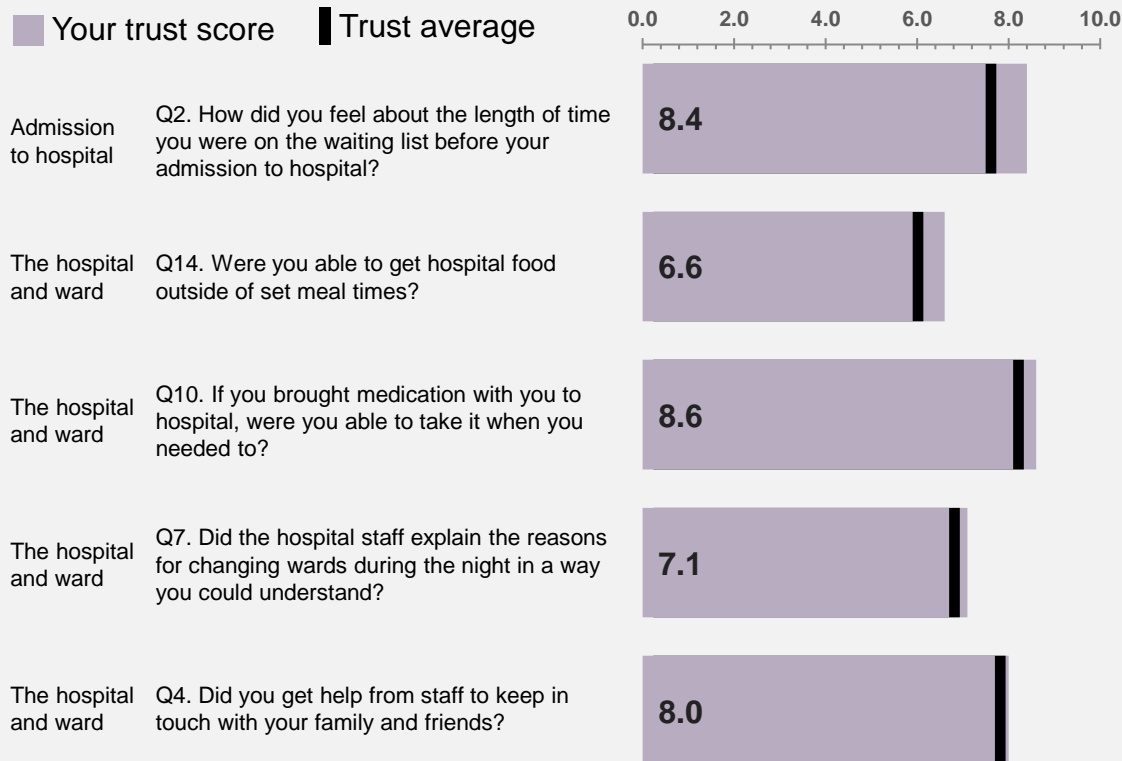 Your trust score
Trust average
0.0 2.0 4.0 6.0 8.0 10.0
Admission
to hospital
Q2. How did you feel about the length of time
you were on the waiting list before your
admission to hospital?
8.4
The hospital
and ward
Q14. Were you able to get hospital food
outside of set meal times?
6.6
The hospital
and ward
Q10. If you brought medication with you to
hospital, were you able to take it when you
needed to?
8.6
The hospital
and ward
Q7. Did the hospital staff explain the reasons
for changing wards during the night in a way
you could understand?
7.1
The hospital
and ward
Q4. Did you get help from staff to keep in
touch with your family and friends?
8.0